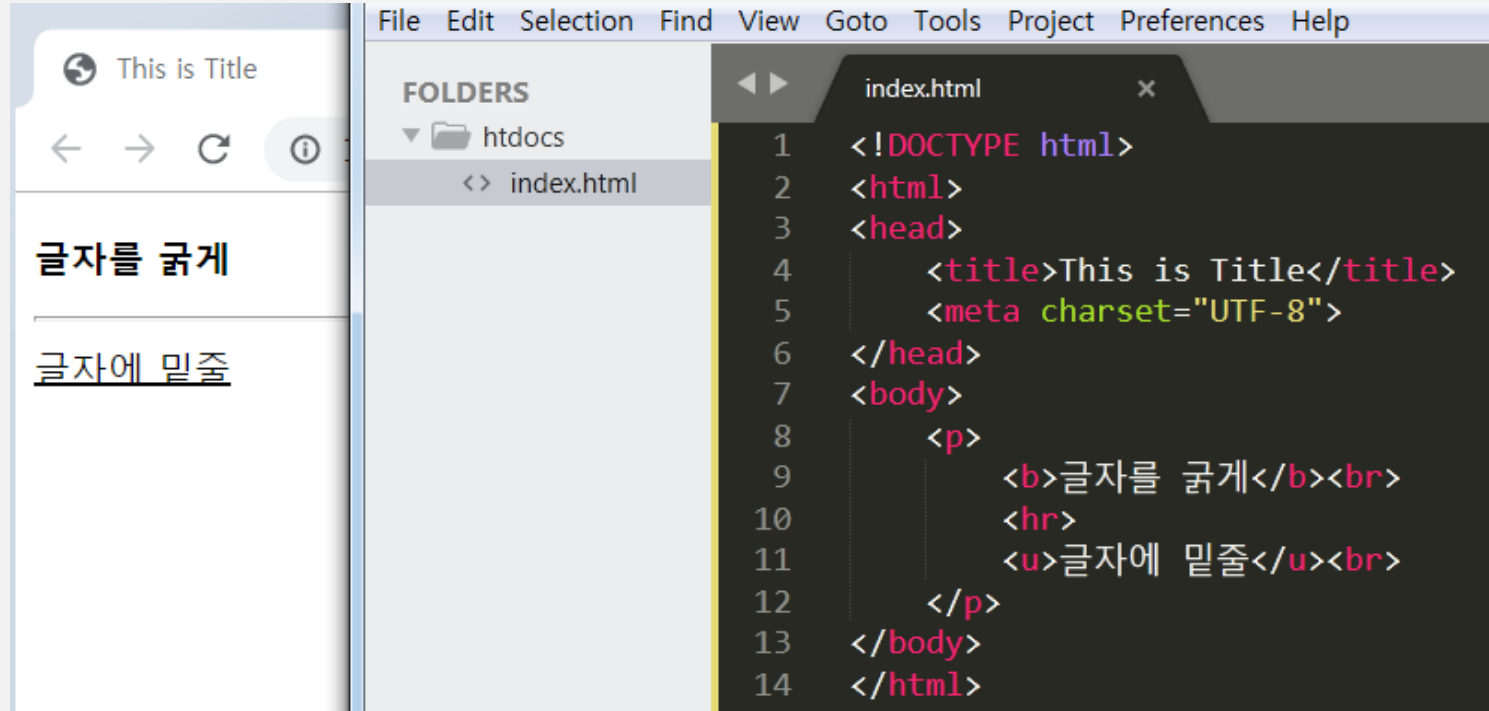 This is Title
글자를 굵게
글자에 밑줄
File Edit Selection Find View Goto Tools Project Preferences Help
FOLDERS
htdocs
<> index.html
index.html ×
1 <!DOCTYPE html>
2 <html>
3 <head>
4 <title>This is Title</title>
5 <meta charset="UTF-8">
6 </head>
7 <body>
8 <p>
9 <b>글자를 굵게</b><br>
10 <hr>
11 <u>글자에 밑줄</u><br>
12 </p>
13 </body>
14 </html>